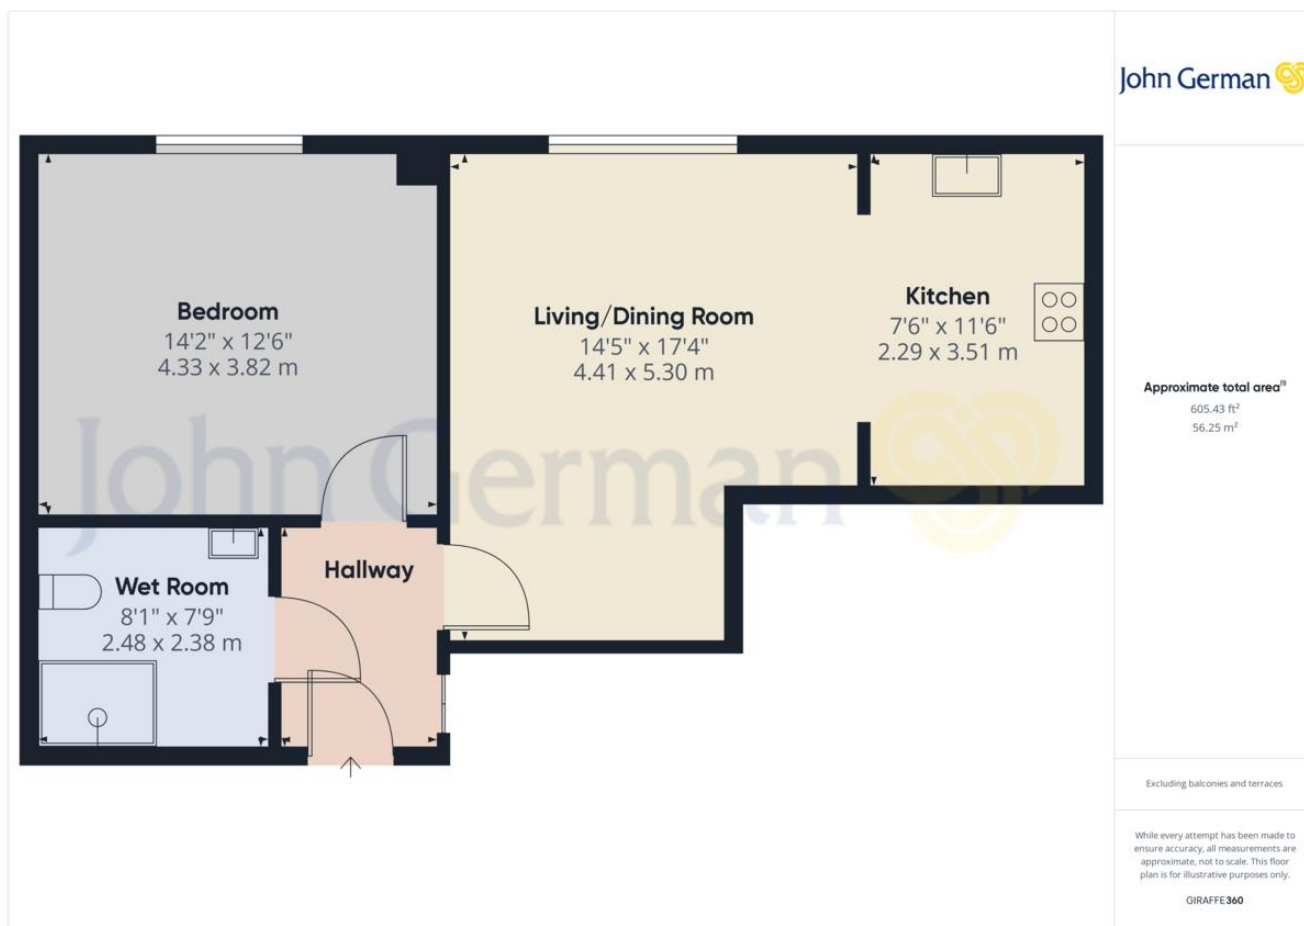 John German
Bedroom
14'2" x 12'6"
4.33 x 3.82 m
Living/Dining Room
14'5" x 17'4"
4.41 x 5.30 m
Kitchen
7'6" x 11'6"
2.29 x 3.51 m
Wet Room
8'1" x 7'9"
2.48 x 2.38 m
Hallway
John German
Approximate total area⁽¹⁾
605.43 ft²
56.25 m²
Excluding balconies and terraces
While every attempt has been made to
ensure accuracy, all measurements are
approximate, not to scale. This floor
plan is for illustrative purposes only.
GIRAFFE360